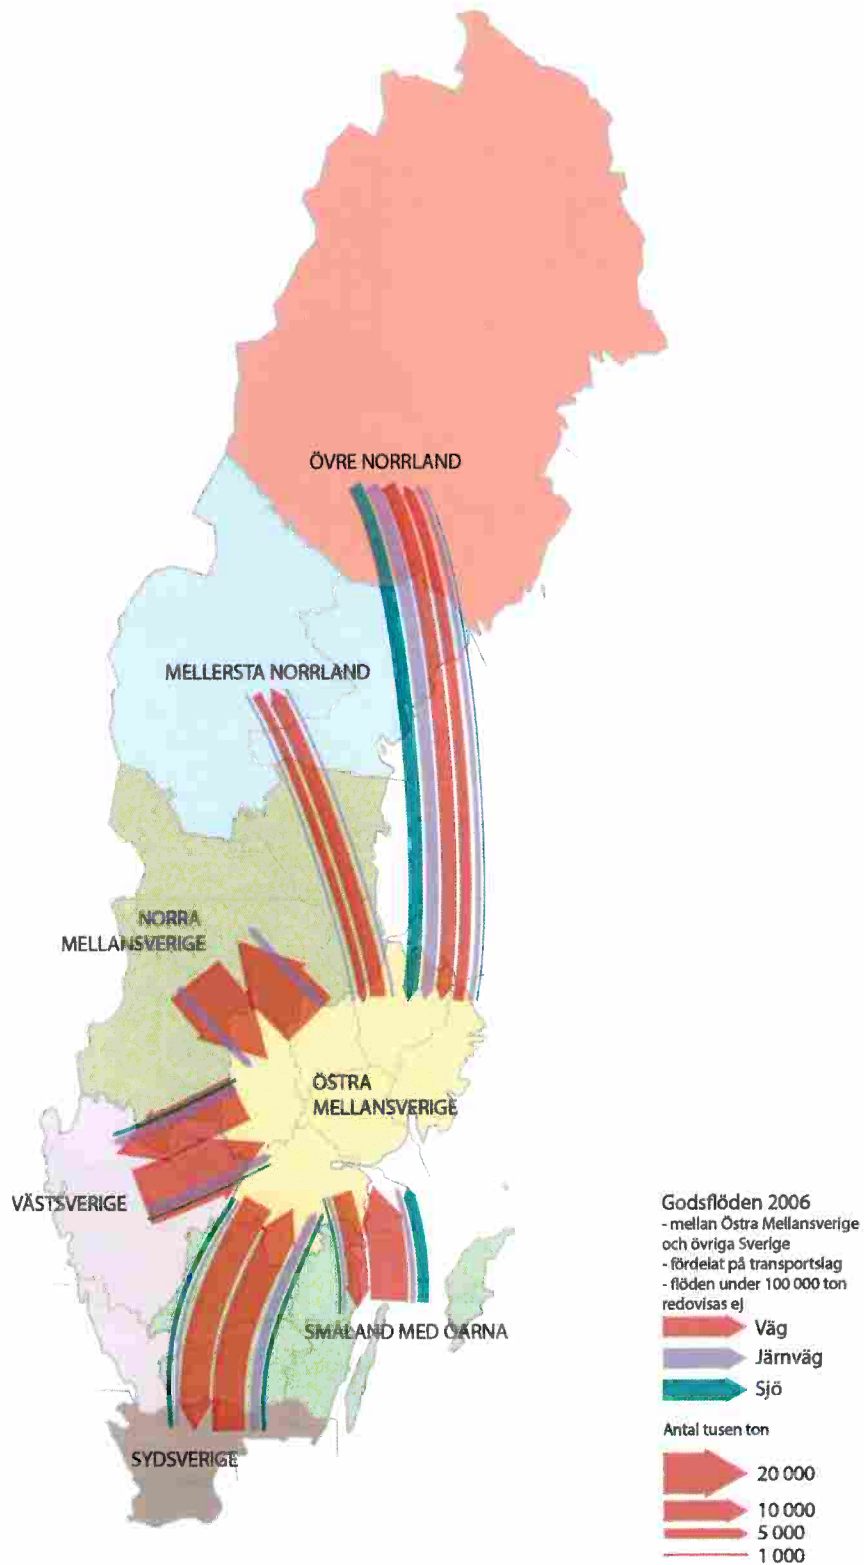 ÖVRE NORRLAND
MELLERSTA NORRLAND
NORRA
MELLANSVERIGE
ÖSTRA
MELLANSVERIGE
VÄSTSVERIGE
SMÅLAND MED ÖARNA
SYDSVERIGE
Godsflöden 2006
- mellan Östra Mellansverige
och övriga Sverige
- fördelat på transportslag
- flöden under 100 000 ton
redovisas ej
Väg
Järnväg
Sjö
Antal tusen ton
20 000
10 000
5 000
1 000